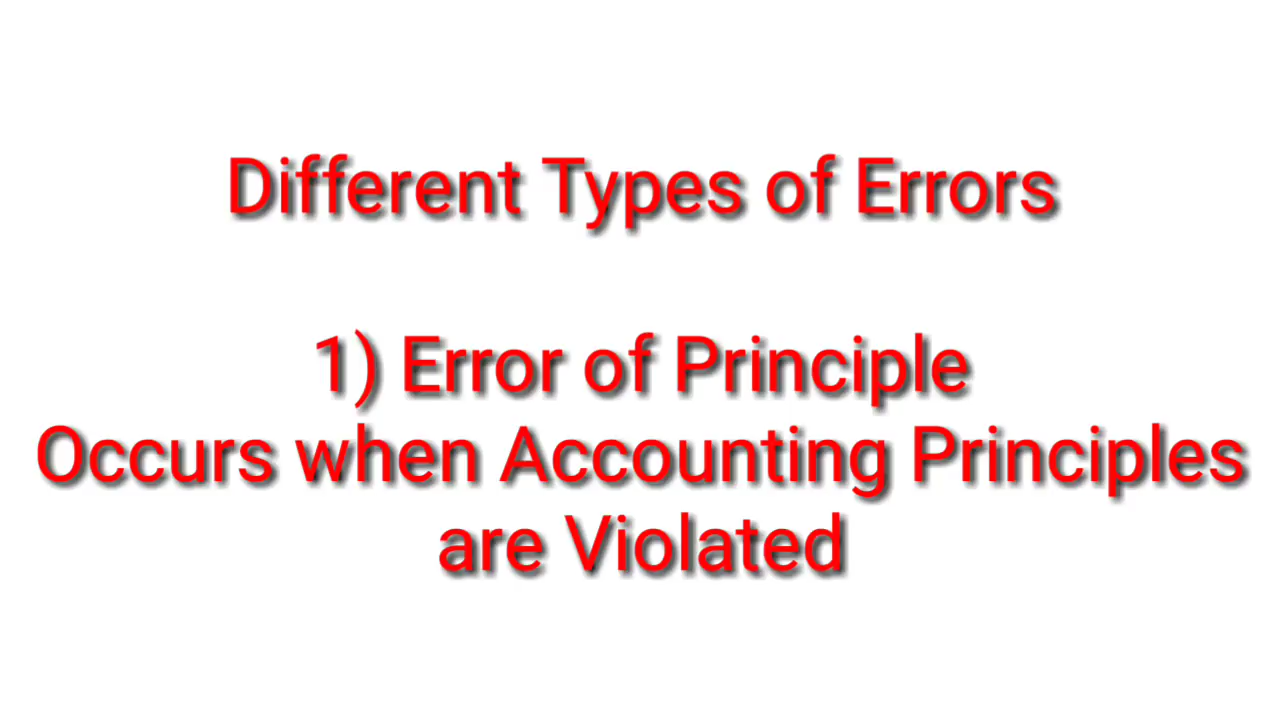 Different Types of Errors
1) Error of Principle
Occurs when Accounting Principles
are Violated